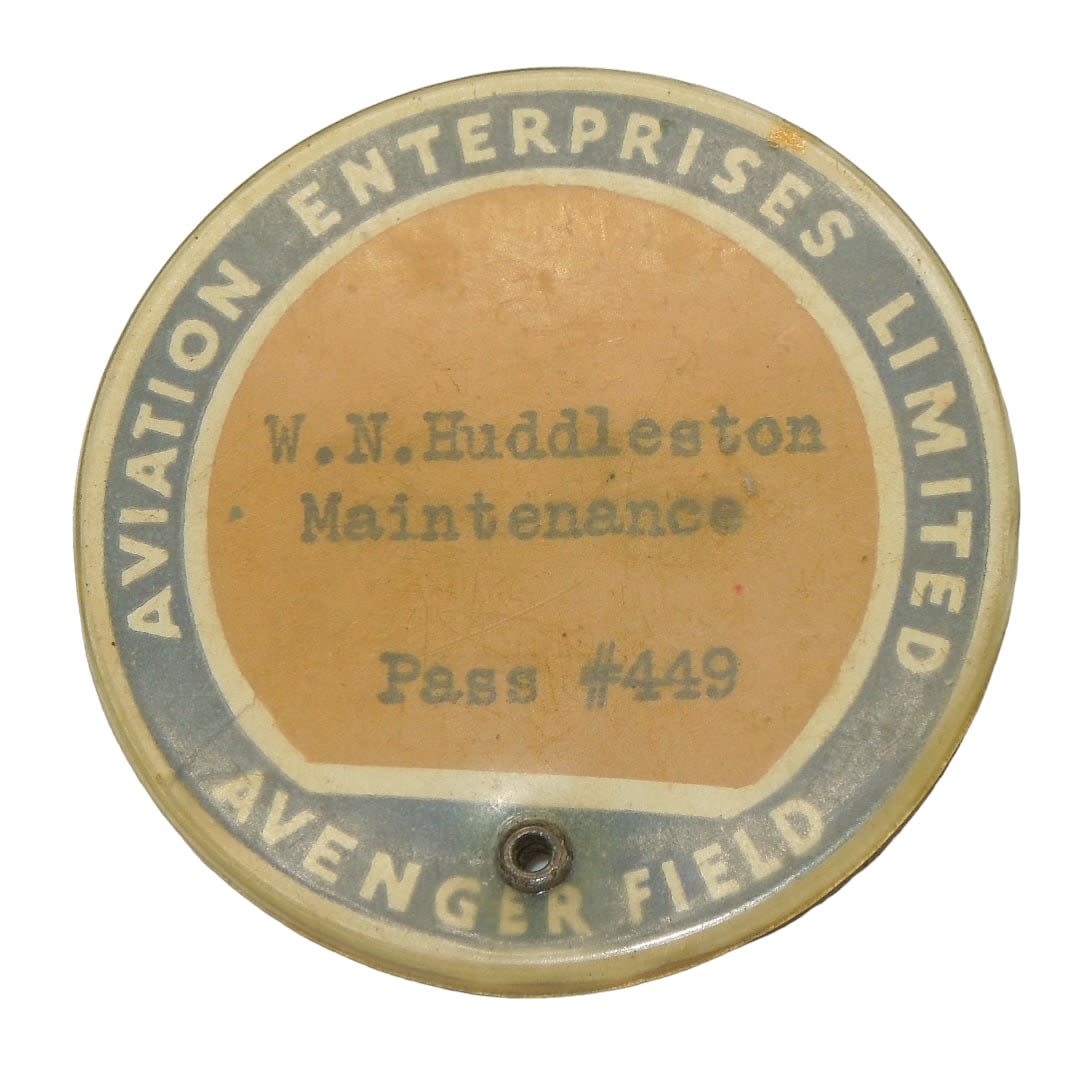 AVIATION ENTERPRISES LIMITED
W.N.Huddleston
Maintenance
Pass #449
AVENGER FIELD